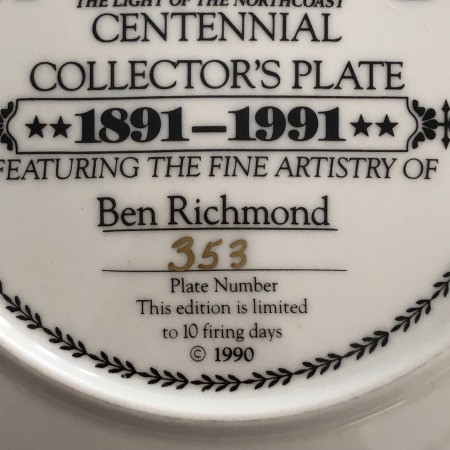 THE LIGHT OF THE NORTHCOAST
CENTENNIAL
COLLECTOR'S PLATE
★★1891–1991★★
FEATURING THE FINE ARTISTRY OF
Ben Richmond
353
Plate Number
This edition is limited
to 10 firing days
© 1990